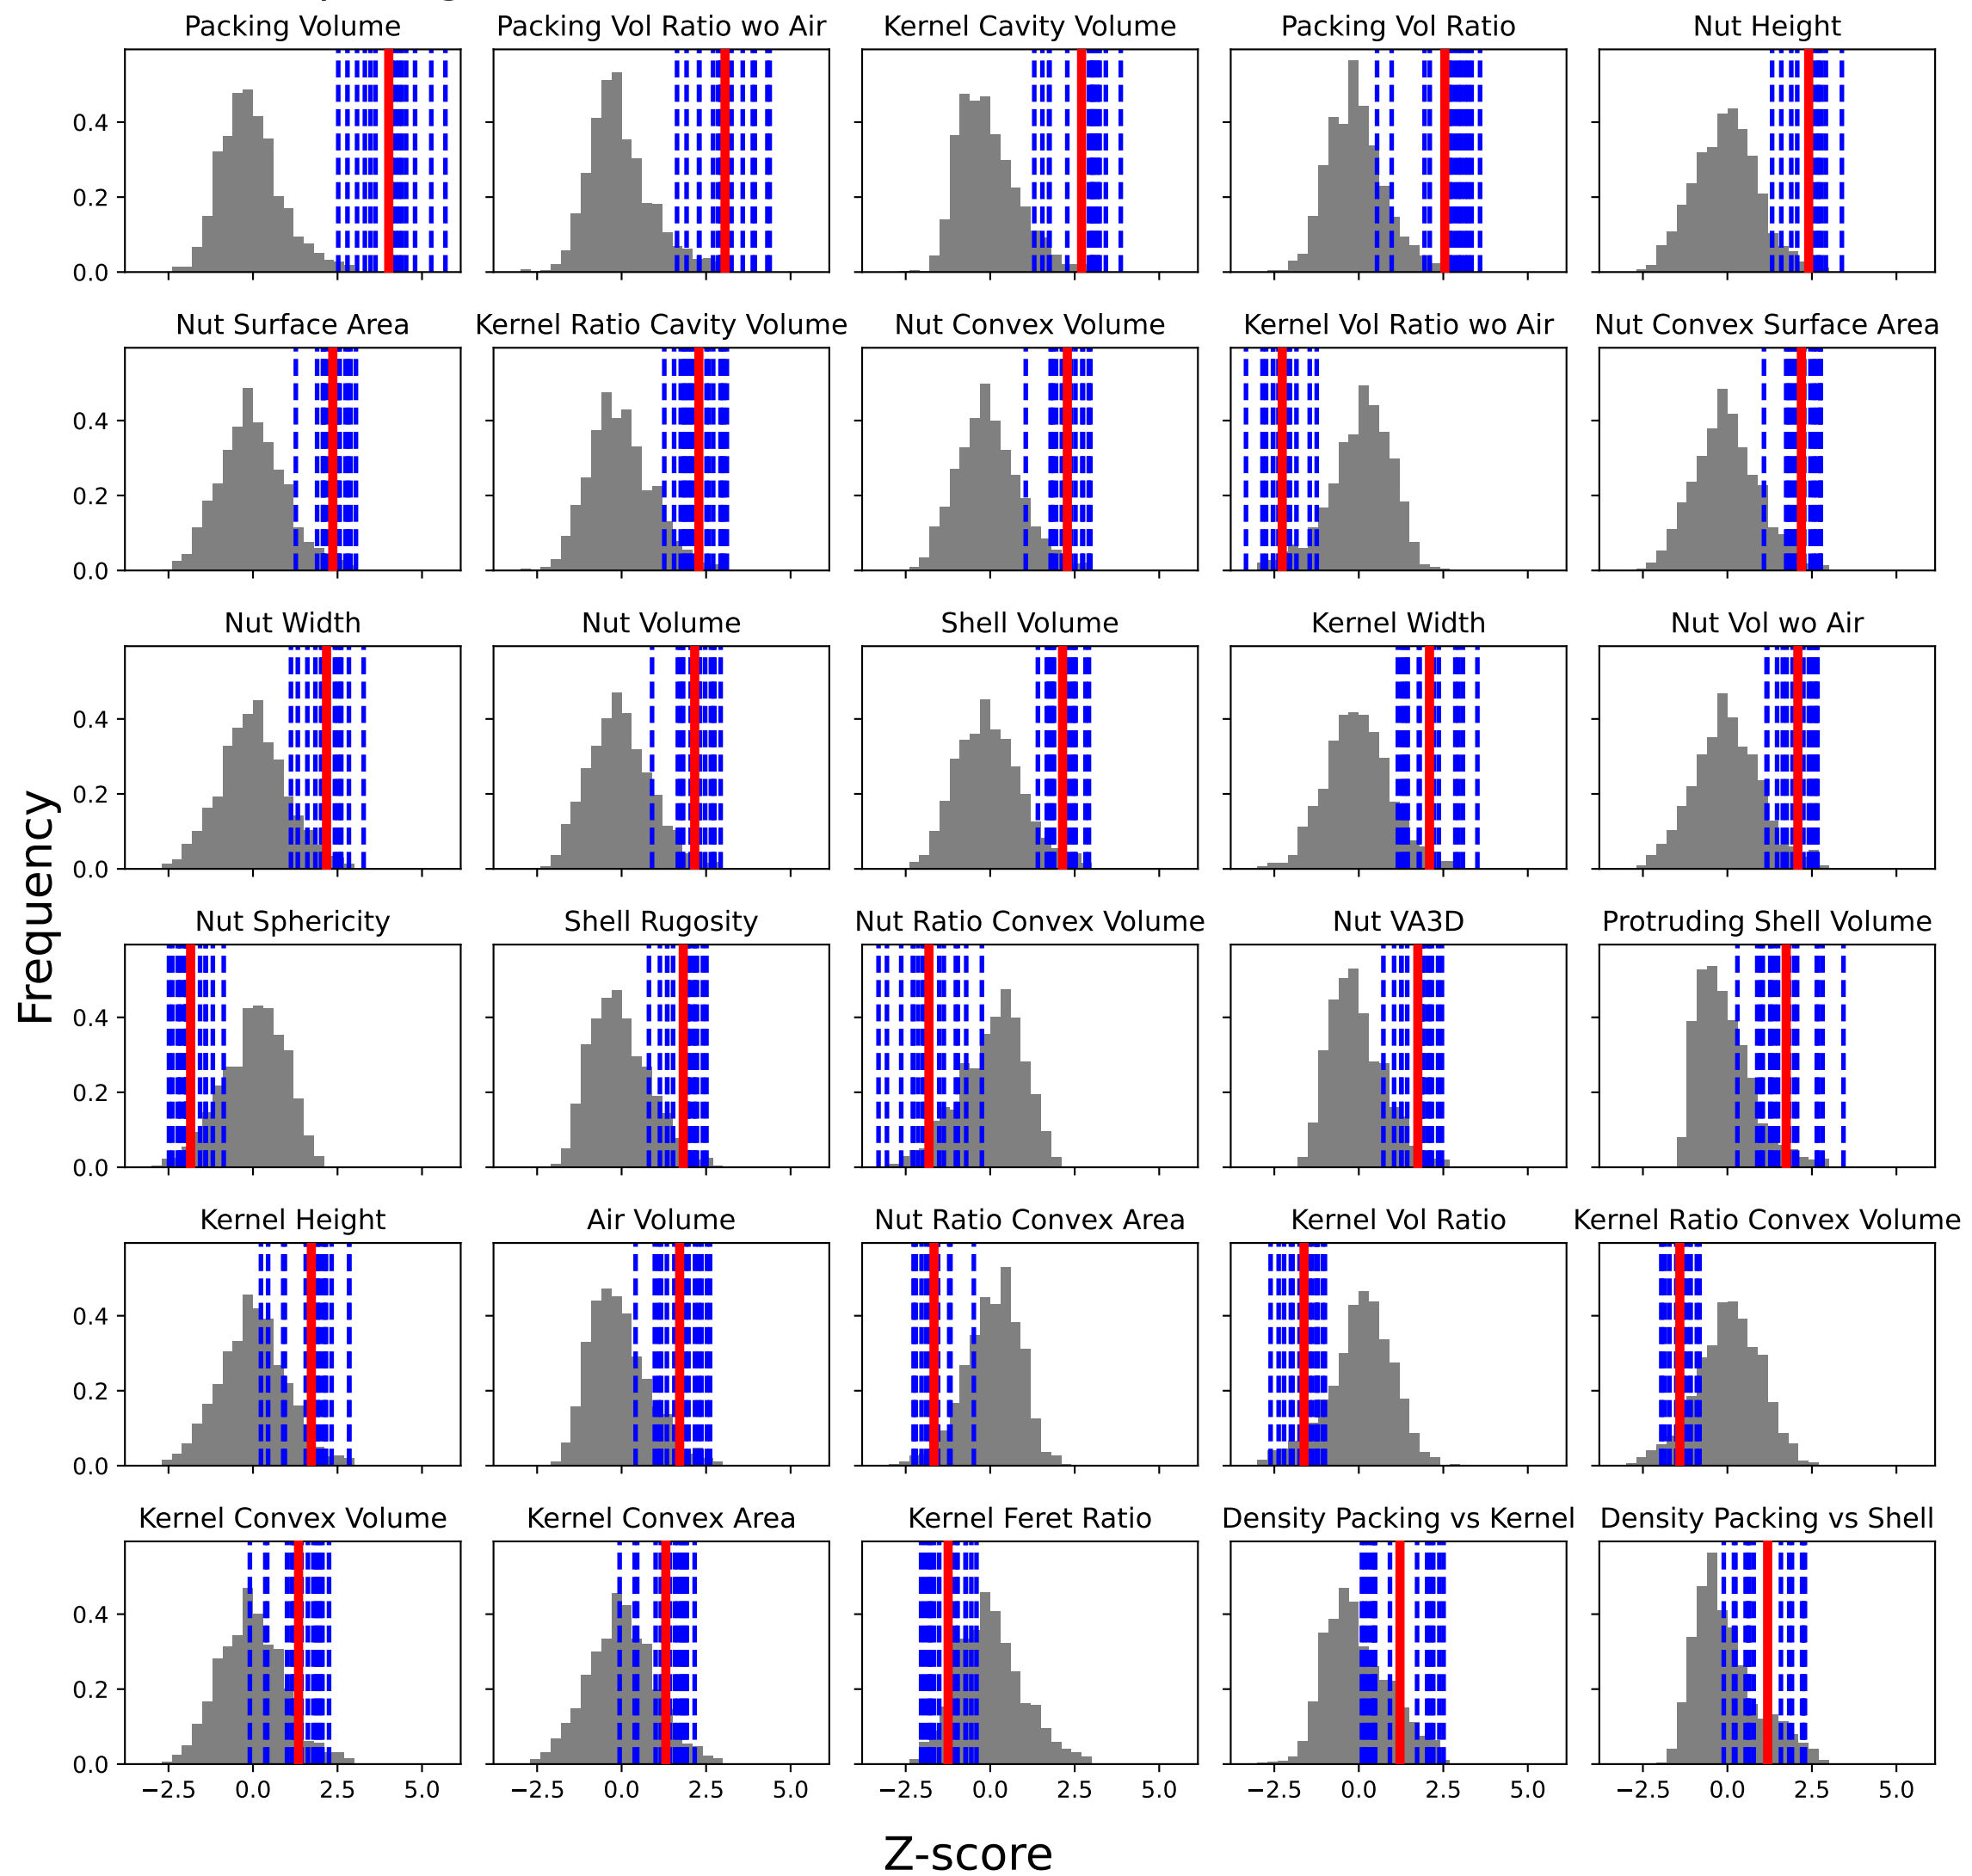 Packing Volume
Packing Vol Ratio wo Air
Kernel Cavity Volume
Packing Vol Ratio
Nut Height
0.4
0.2
0.0
Nut Surface Area
Kernel Ratio Cavity Volume
Nut Convex Volume
Kernel Vol Ratio wo Air
Nut Convex Surface Area
0.4
0.2
0.0
Nut Width
Nut Volume
Shell Volume
Kernel Width
Nut Vol wo Air
0.4
0.2
0.0
Frequency
Nut Sphericity
Shell Rugosity
Nut Ratio Convex Volume
Nut VA3D
Protruding Shell Volume
0.4
0.2
0.0
Kernel Height
Air Volume
Nut Ratio Convex Area
Kernel Vol Ratio
Kernel Ratio Convex Volume
0.4
0.2
0.0
Kernel Convex Volume
Kernel Convex Area
Kernel Feret Ratio
Density Packing vs Kernel
Density Packing vs Shell
0.4
0.2
0.0
−2.5 0.0 2.5 5.0
−2.5 0.0 2.5 5.0
−2.5 0.0 2.5 5.0
−2.5 0.0 2.5 5.0
−2.5 0.0 2.5 5.0
Z-score